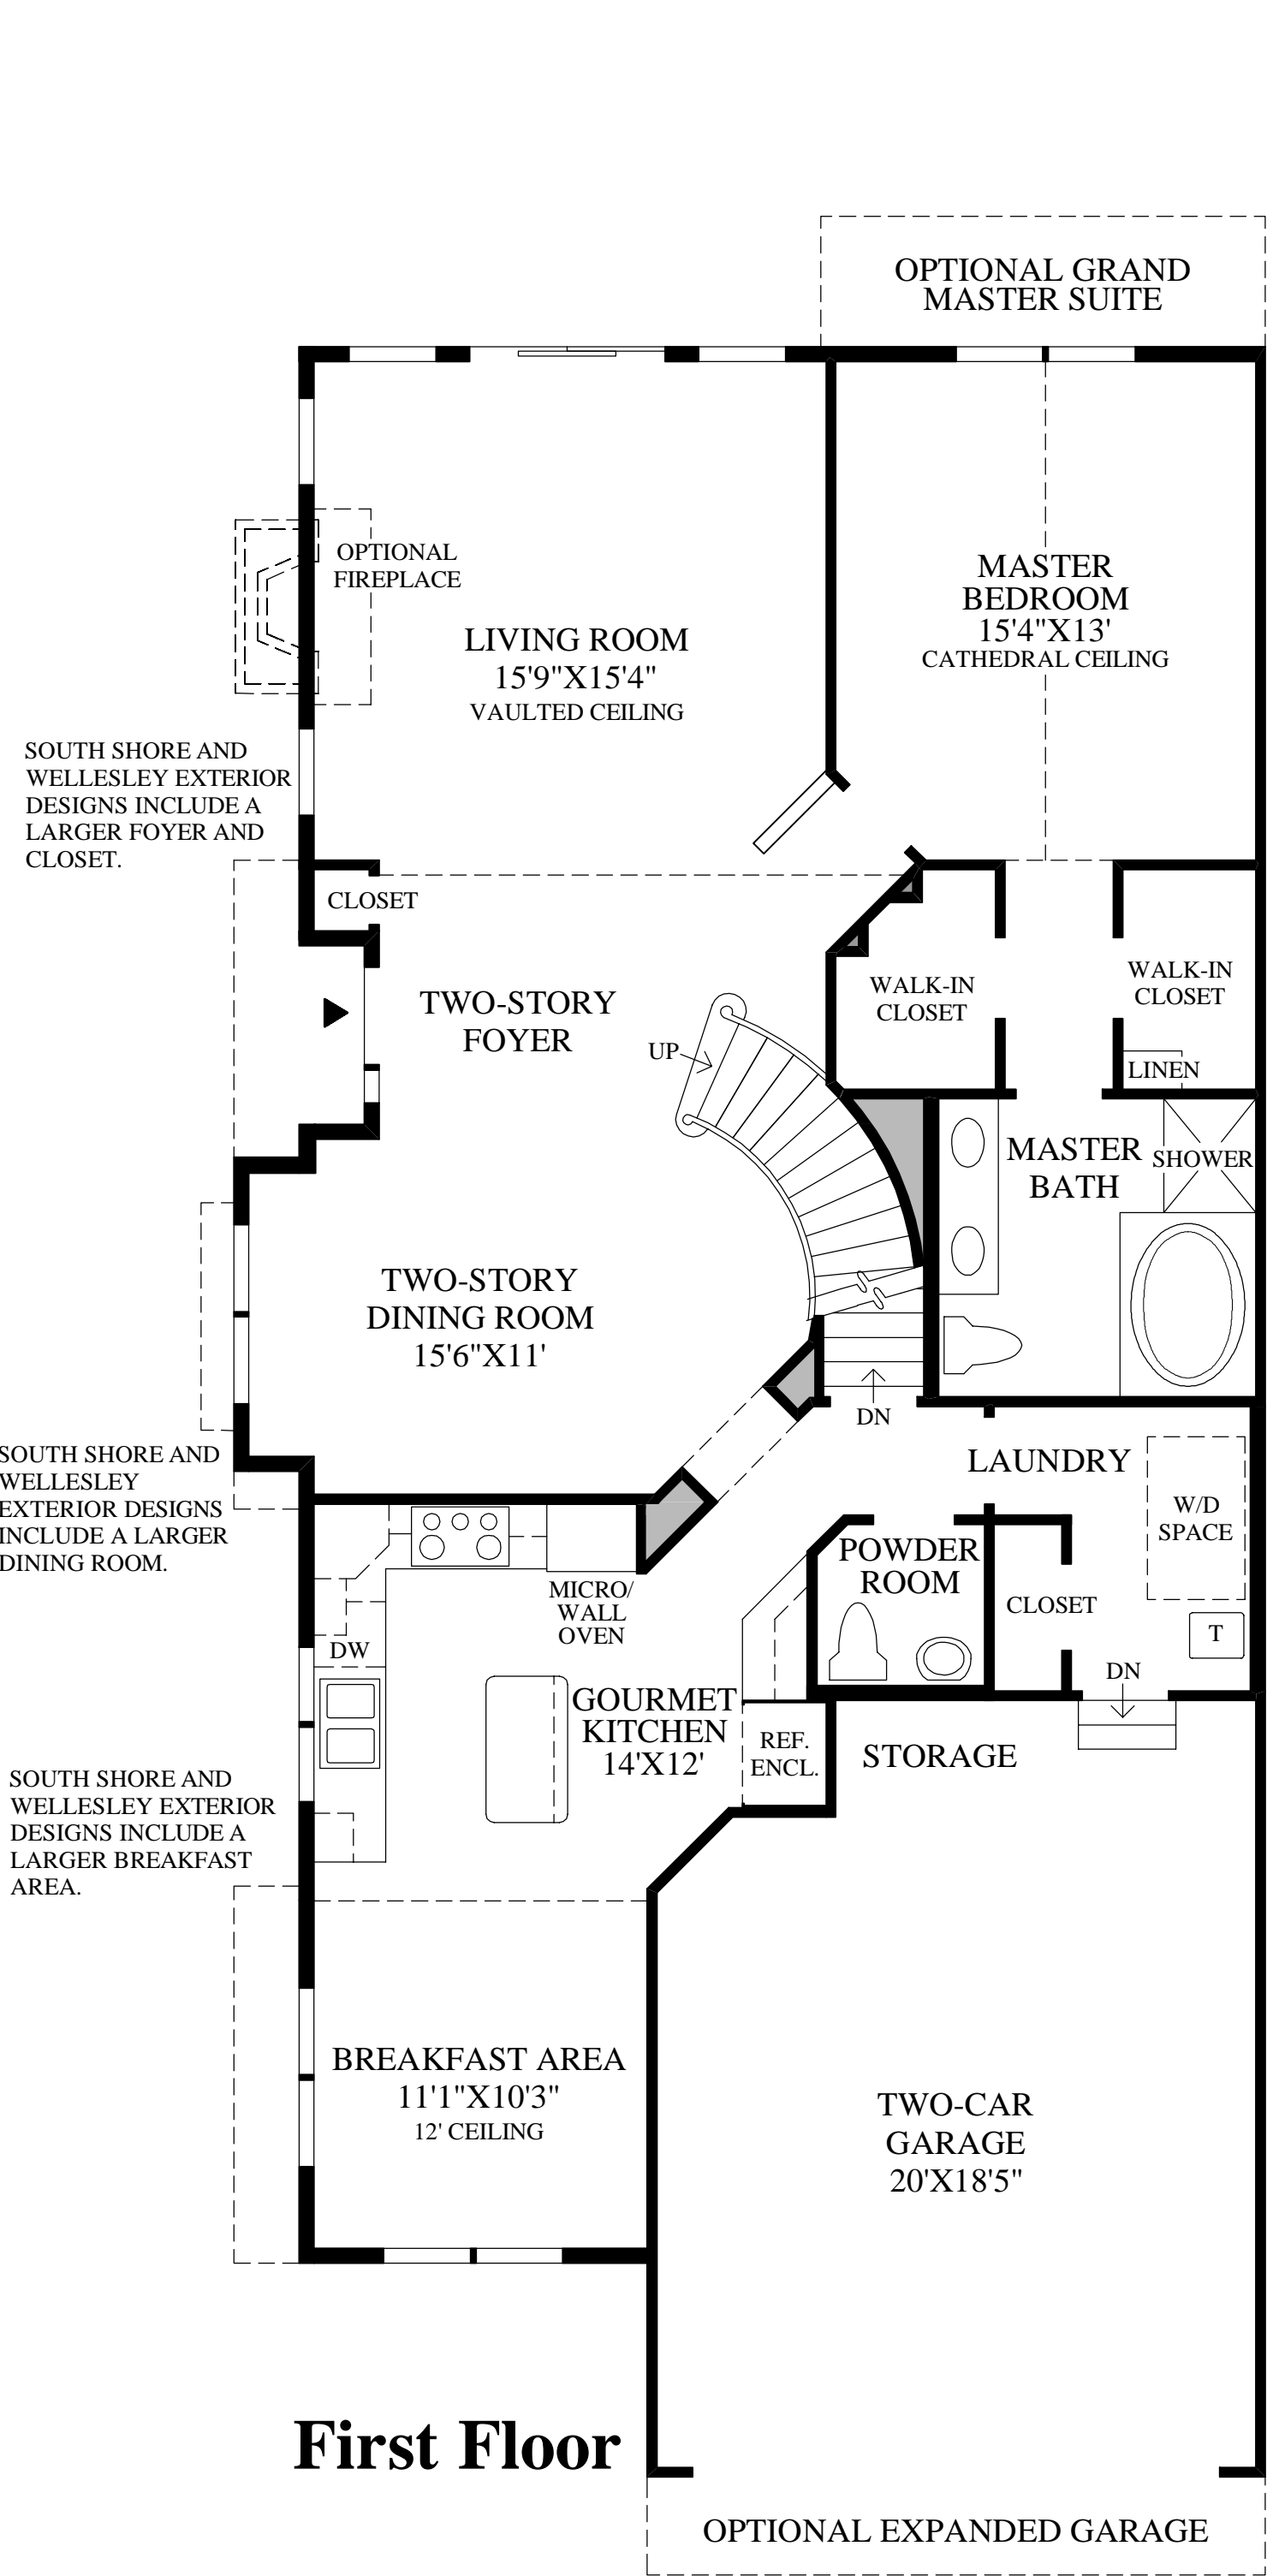 OPTIONAL GRAND
MASTER SUITE
OPTIONAL
FIREPLACE
LIVING ROOM
15'9"X15'4"
VAULTED CEILING
MASTER
BEDROOM
15'4"X13'
CATHEDRAL CEILING
SOUTH SHORE AND
WELLESLEY EXTERIOR
DESIGNS INCLUDE A
LARGER FOYER AND
CLOSET.
CLOSET
TWO-STORY
FOYER
UP
WALK-IN
CLOSET
WALK-IN
CLOSET
LINEN
MASTER
BATH
SHOWER
TWO-STORY
DINING ROOM
15'6"X11'
DN
SOUTH SHORE AND
WELLESLEY
EXTERIOR DESIGNS
INCLUDE A LARGER
DINING ROOM.
LAUNDRY
W/D
SPACE
POWDER
ROOM
CLOSET
T
DN
MICRO/
WALL
OVEN
DW
GOURMET
KITCHEN
14'X12'
REF.
ENCL.
STORAGE
SOUTH SHORE AND
WELLESLEY EXTERIOR
DESIGNS INCLUDE A
LARGER BREAKFAST
AREA.
BREAKFAST AREA
11'1"X10'3"
12' CEILING
TWO-CAR
GARAGE
20'X18'5"
First Floor
OPTIONAL EXPANDED GARAGE